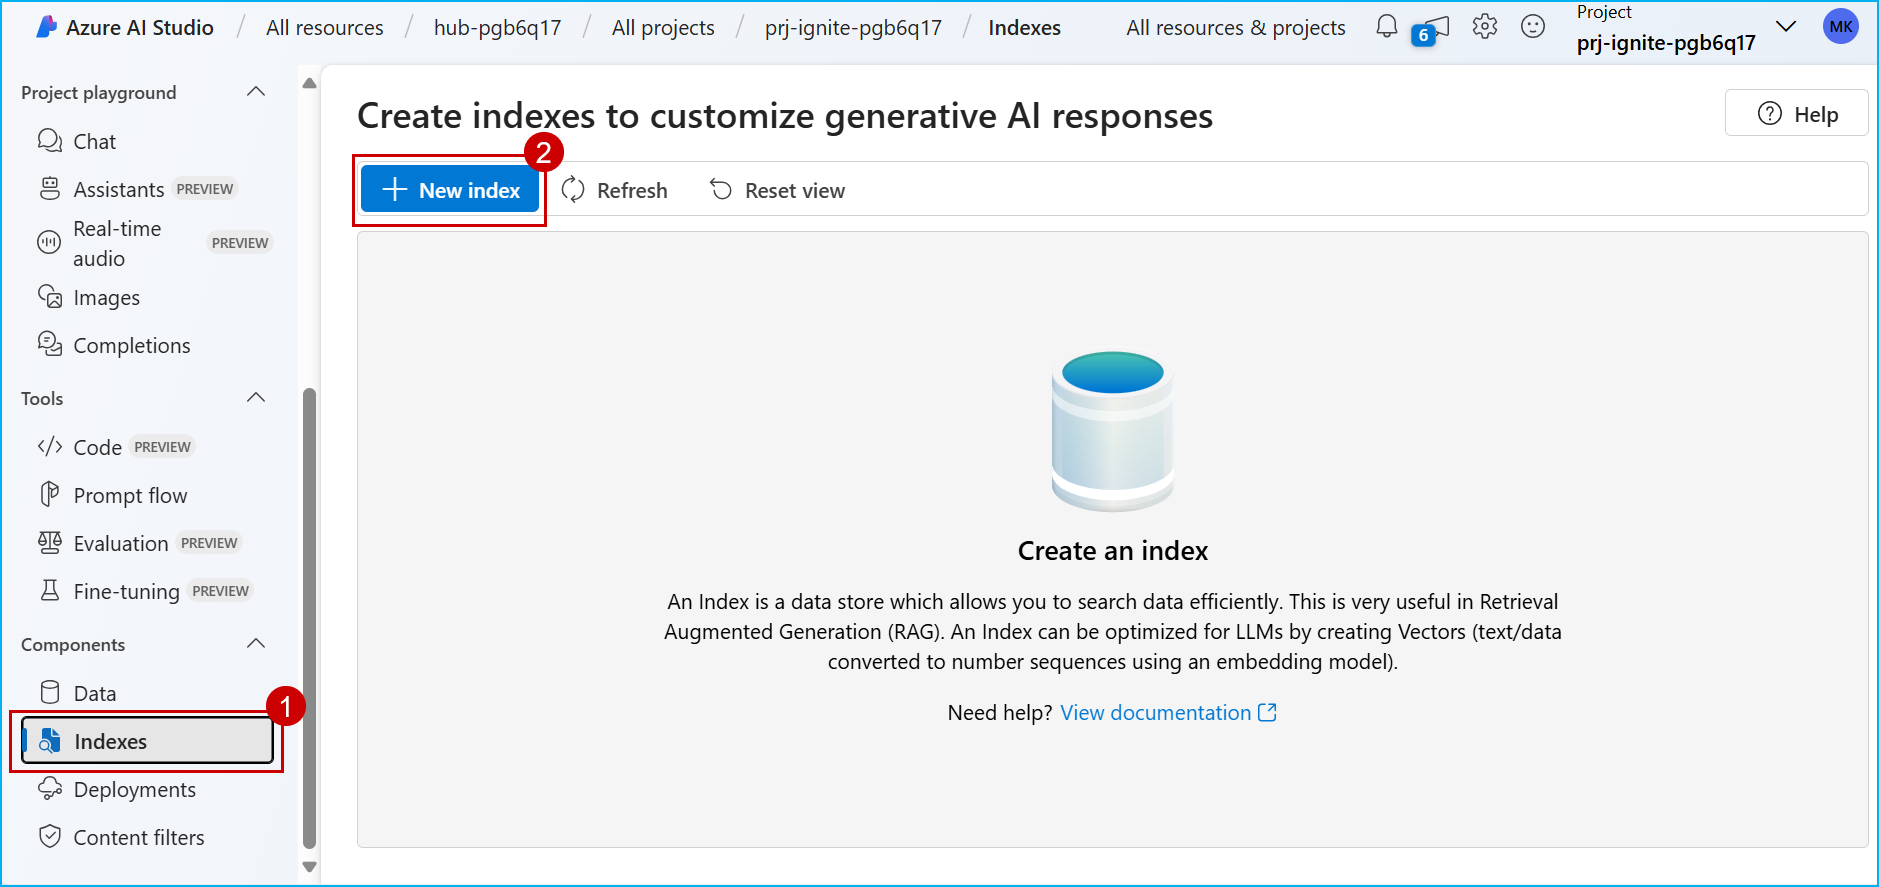 Azure AI Studio / All resources / hub-pgb6q17 / All projects / prj-ignite-pgb6q17 / Indexes
All resources & projects
6
Project
prj-ignite-pgb6q17
MK
Project playground
Chat
Assistants PREVIEW
Real-time
audio
PREVIEW
Images
Completions
Tools
Code PREVIEW
Prompt flow
Evaluation PREVIEW
Fine-tuning PREVIEW
Components
Data
1
Indexes
Deployments
Content filters
Create indexes to customize generative AI responses
Help
2
New index
Refresh
Reset view
Create an index
An Index is a data store which allows you to search data efficiently. This is very useful in Retrieval
Augmented Generation (RAG). An Index can be optimized for LLMs by creating Vectors (text/data
converted to number sequences using an embedding model).
Need help? View documentation